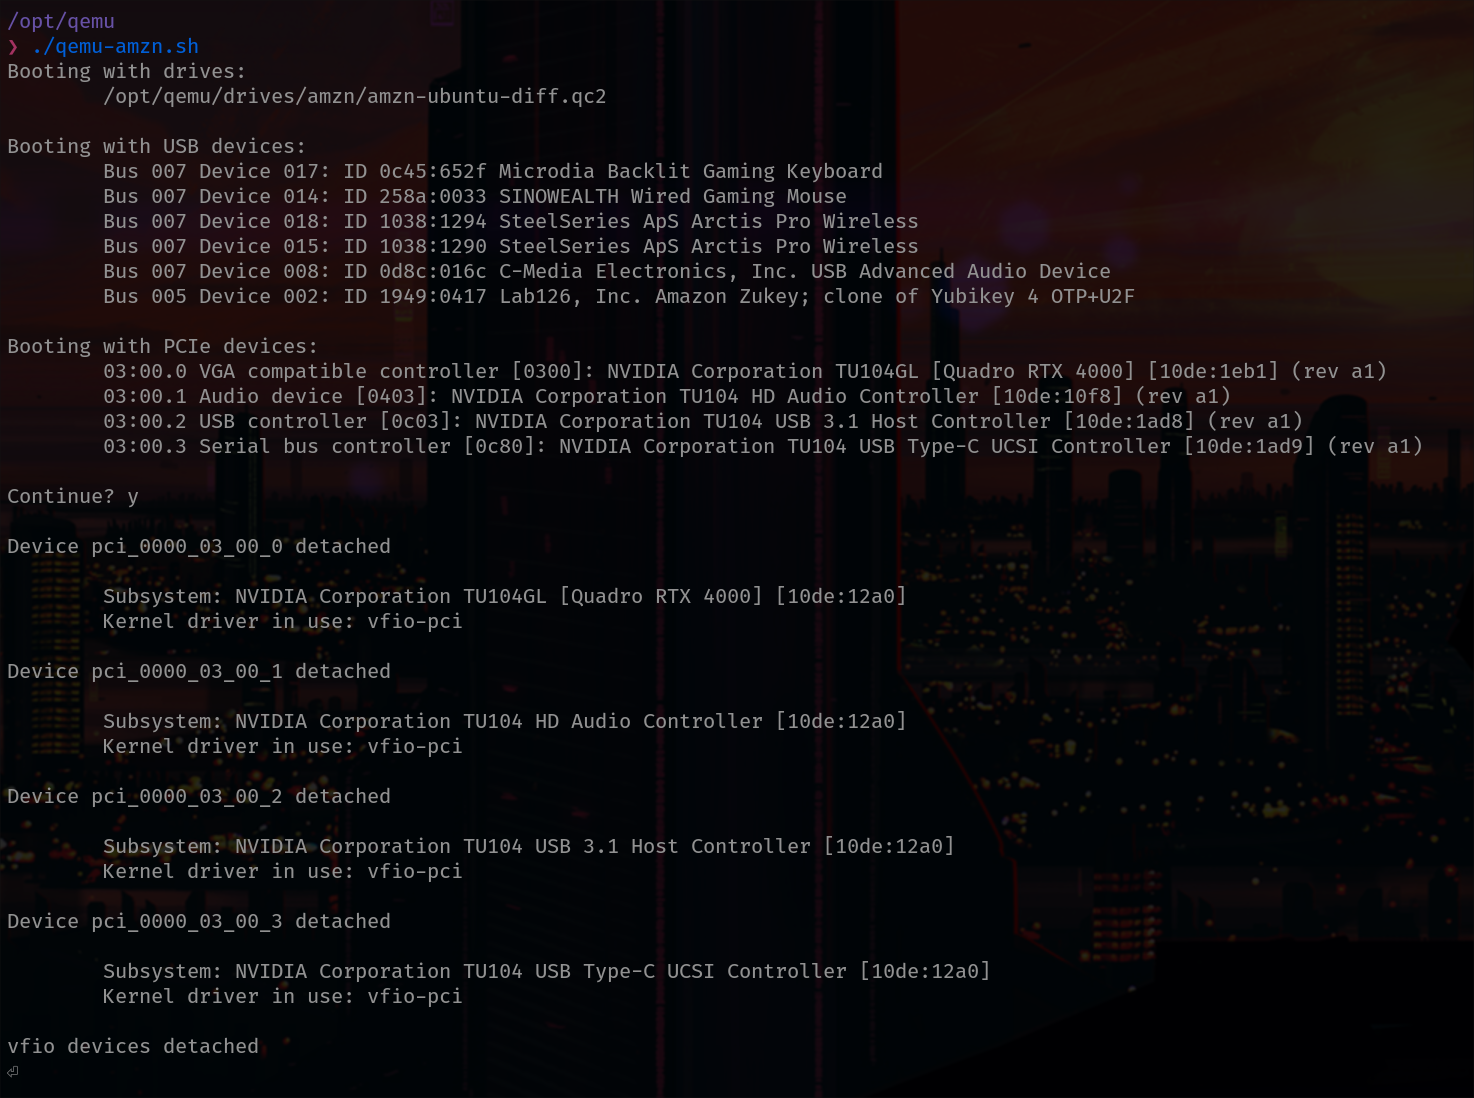 /opt/qemu
❯ ./qemu-amzn.sh
Booting with drives:
/opt/qemu/drives/amzn/amzn-ubuntu-diff.qc2
Booting with USB devices:
Bus 007 Device 017: ID 0c45:652f Microdia Backlit Gaming Keyboard
Bus 007 Device 014: ID 258a:0033 SINOWEALTH Wired Gaming Mouse
Bus 007 Device 018: ID 1038:1294 SteelSeries ApS Arctis Pro Wireless
Bus 007 Device 015: ID 1038:1290 SteelSeries ApS Arctis Pro Wireless
Bus 007 Device 008: ID 0d8c:016c C-Media Electronics, Inc. USB Advanced Audio Device
Bus 005 Device 002: ID 1949:0417 Lab126, Inc. Amazon Zukey; clone of Yubikey 4 OTP+U2F
Booting with PCIe devices:
03:00.0 VGA compatible controller [0300]: NVIDIA Corporation TU104GL [Quadro RTX 4000] [10de:1eb1] (rev a1)
03:00.1 Audio device [0403]: NVIDIA Corporation TU104 HD Audio Controller [10de:10f8] (rev a1)
03:00.2 USB controller [0c03]: NVIDIA Corporation TU104 USB 3.1 Host Controller [10de:1ad8] (rev a1)
03:00.3 Serial bus controller [0c80]: NVIDIA Corporation TU104 USB Type-C UCSI Controller [10de:1ad9] (rev a1)
Continue? y
Device pci_0000_03_00_0 detached
Subsystem: NVIDIA Corporation TU104GL [Quadro RTX 4000] [10de:12a0]
Kernel driver in use: vfio-pci
Device pci_0000_03_00_1 detached
Subsystem: NVIDIA Corporation TU104 HD Audio Controller [10de:12a0]
Kernel driver in use: vfio-pci
Device pci_0000_03_00_2 detached
Subsystem: NVIDIA Corporation TU104 USB 3.1 Host Controller [10de:12a0]
Kernel driver in use: vfio-pci
Device pci_0000_03_00_3 detached
Subsystem: NVIDIA Corporation TU104 USB Type-C UCSI Controller [10de:12a0]
Kernel driver in use: vfio-pci
vfio devices detached
⏎